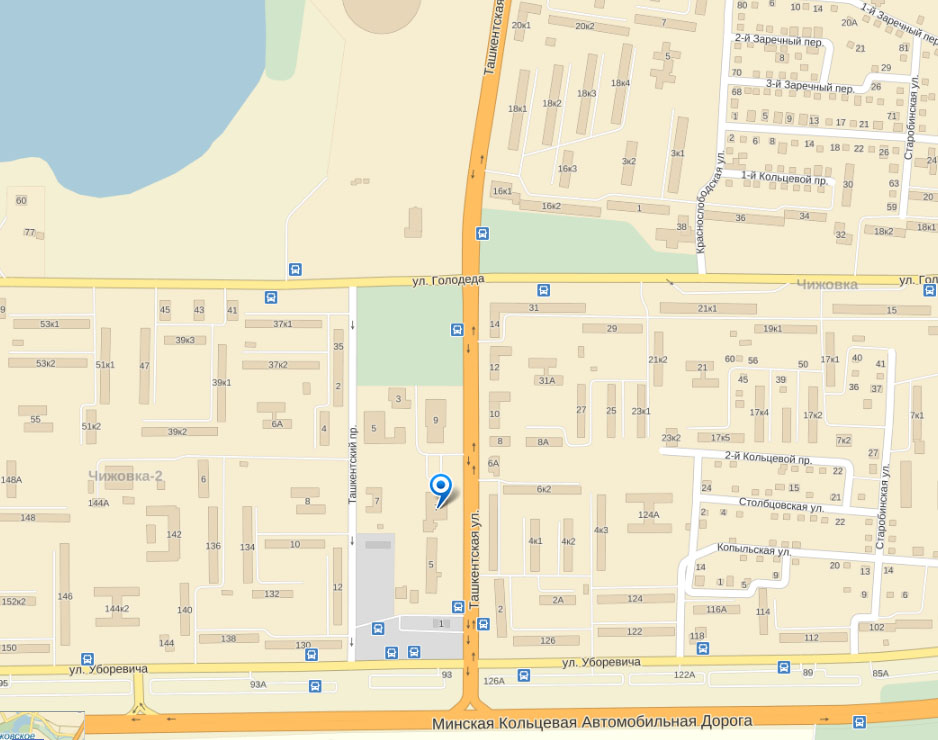 80
6
10
14
1-й Заречный пер.
20к1
20к2
7
20А
2-й Заречный пер.
21
81
8
5
29
Ташкентская ул.
70
3-й Заречный пер.
26
18к4
18к3
68
18к2
18к1
1
5
9
13
17
21
71
Старобинская ул.
2
6
8
14
18
22
26
24
3к2
3к1
16к3
1-й Кольцевой пр.
30
63
16к1
20
60
16к2
1
59
36
34
Краснослободская ул.
38
32
18к2
18к1
77
ул. Голодеда
ул. Гол
Чижовка
9
45
43
41
31
21к1
15
53к1
37к1
14
29
19к1
39к3
35
53к2
51к1
47
37к2
12
21к2
60
56
50
17к1
40
41
21
39к1
2
31А
45
39
36
37
3
55
27
25
23к1
17к4
17к2
7к1
9
10
6А
51к2
39к2
4
5
8
8А
23к2
17к5
7к2
27
Ташкентский пр.
2-й Кольцевой пр.
22
6А
148А
Чижовка-2
6
144А
24
15
6к2
8
7
Столбцовская ул.
2
4
22
148
142
124А
Старобинская ул.
136
134
10
4к1
4к2
4к3
Копыльская ул.
Ташкентская ул.
5
14
1
5
9
20
13
14
146
12
132
152к2
144к2
140
2
2А
124
9
6
116А
114
1
138
144
130
126
122
118
112
102
150
ул. Уборевича
ул. Уборевича
95
93А
93
126А
122А
89
85А
Минская Кольцевая Автомобильная Дорога
ковское